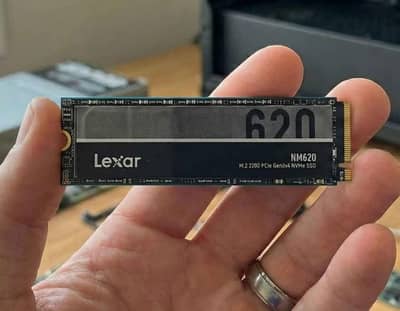 620
Lexar
NM620
M.2 2280 PCIe Gen3x4 NVMe SSD